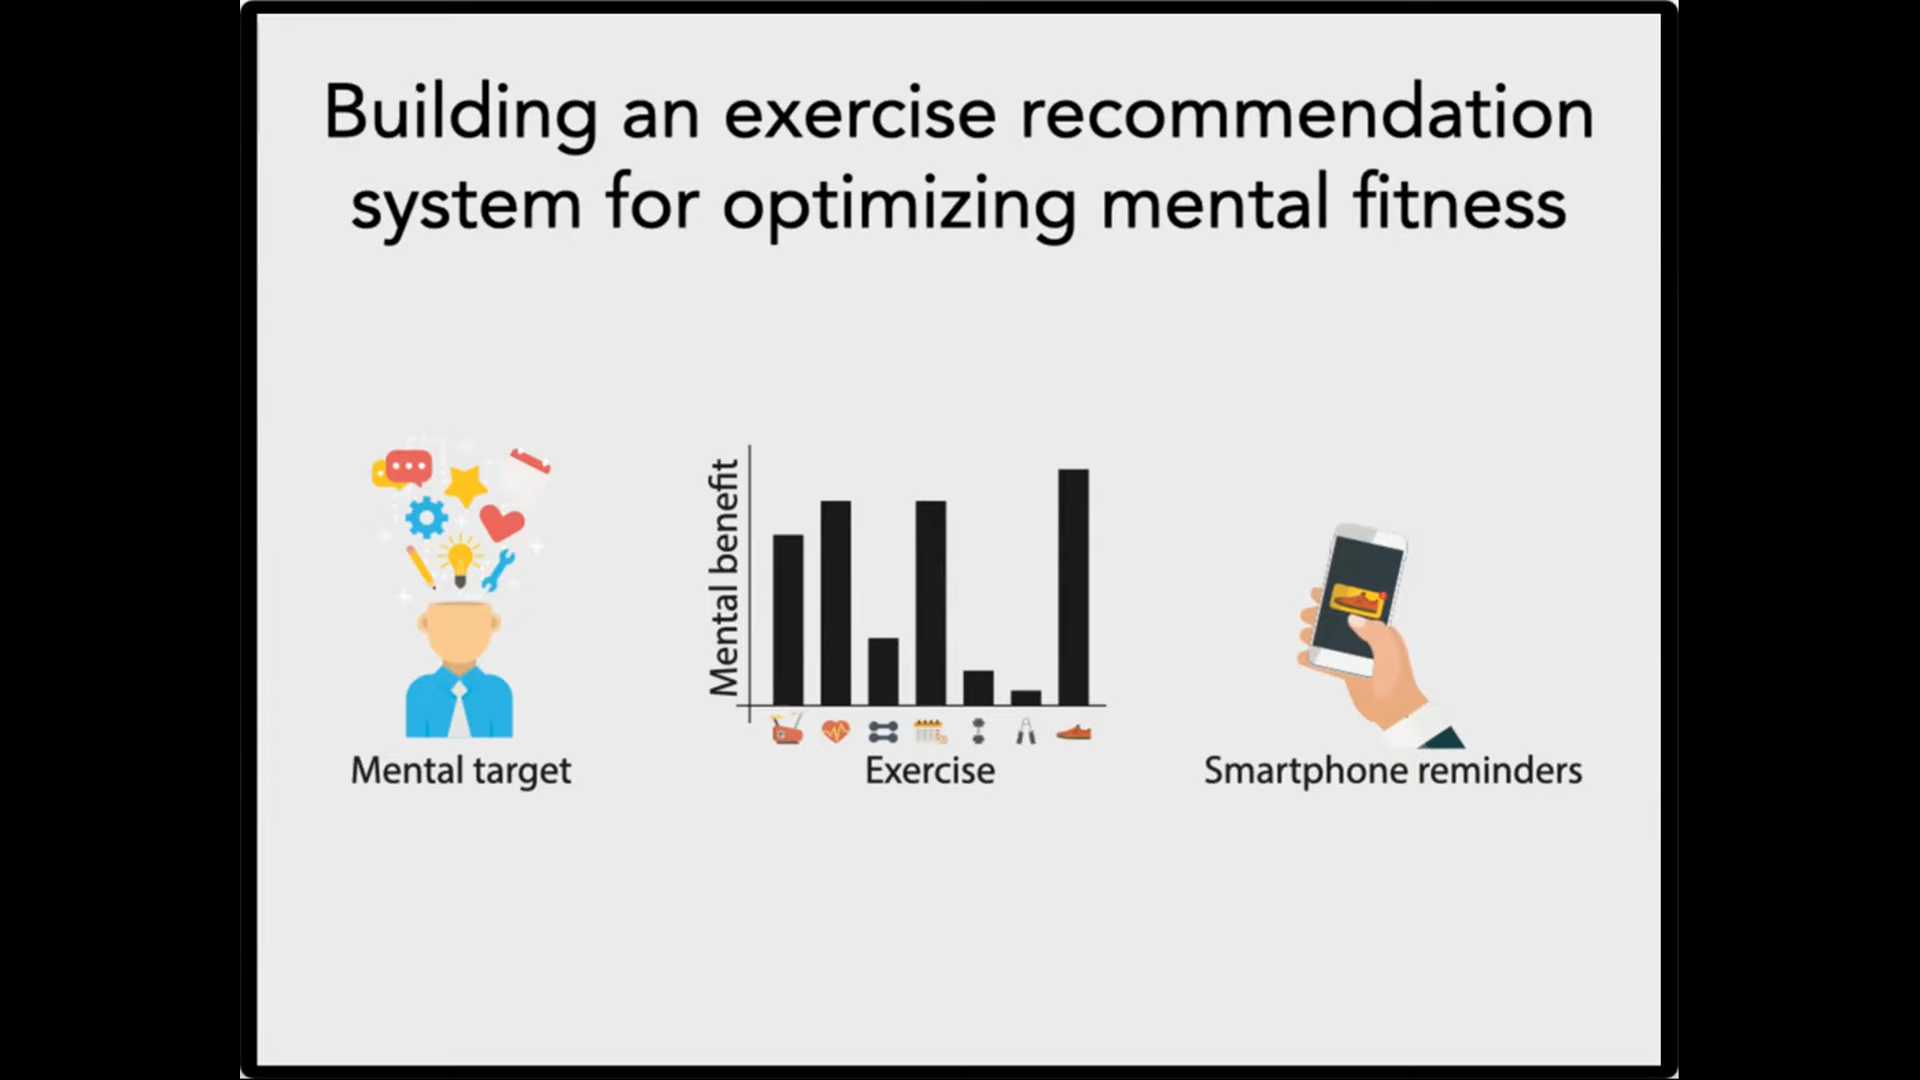 Building an exercise recommendation
system for optimizing mental fitness
Mental benefit
Mental target
Exercise
Smartphone reminders